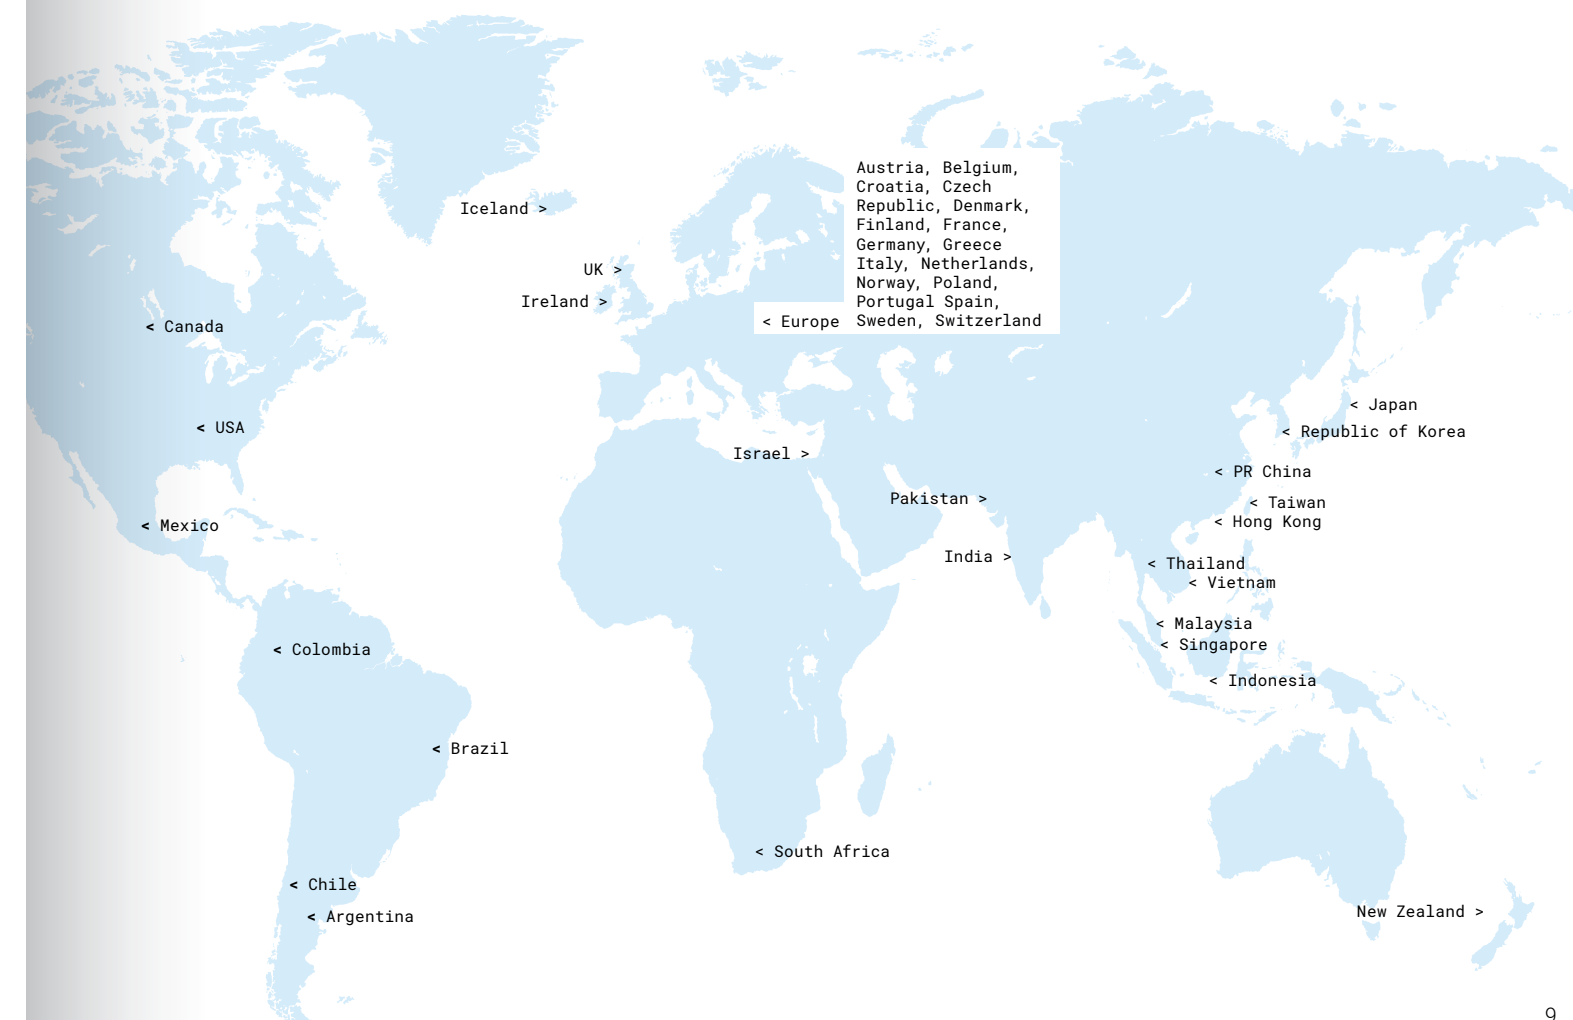 Austria, Belgium,
Croatia, Czech
Republic, Denmark,
Finland, France,
Germany, Greece
Italy, Netherlands,
Norway, Poland,
Portugal Spain,
< Europe Sweden, Switzerland
Iceland >
UK >
Ireland >
< Canada
< USA
< Mexico
Israel >
Pakistan >
India >
< Japan
< Republic of Korea
< PR China
< Taiwan
< Hong Kong
< Thailand
< Vietnam
< Malaysia
< Singapore
< Indonesia
< Colombia
< Brazil
< South Africa
< Chile
< Argentina
New Zealand >
9